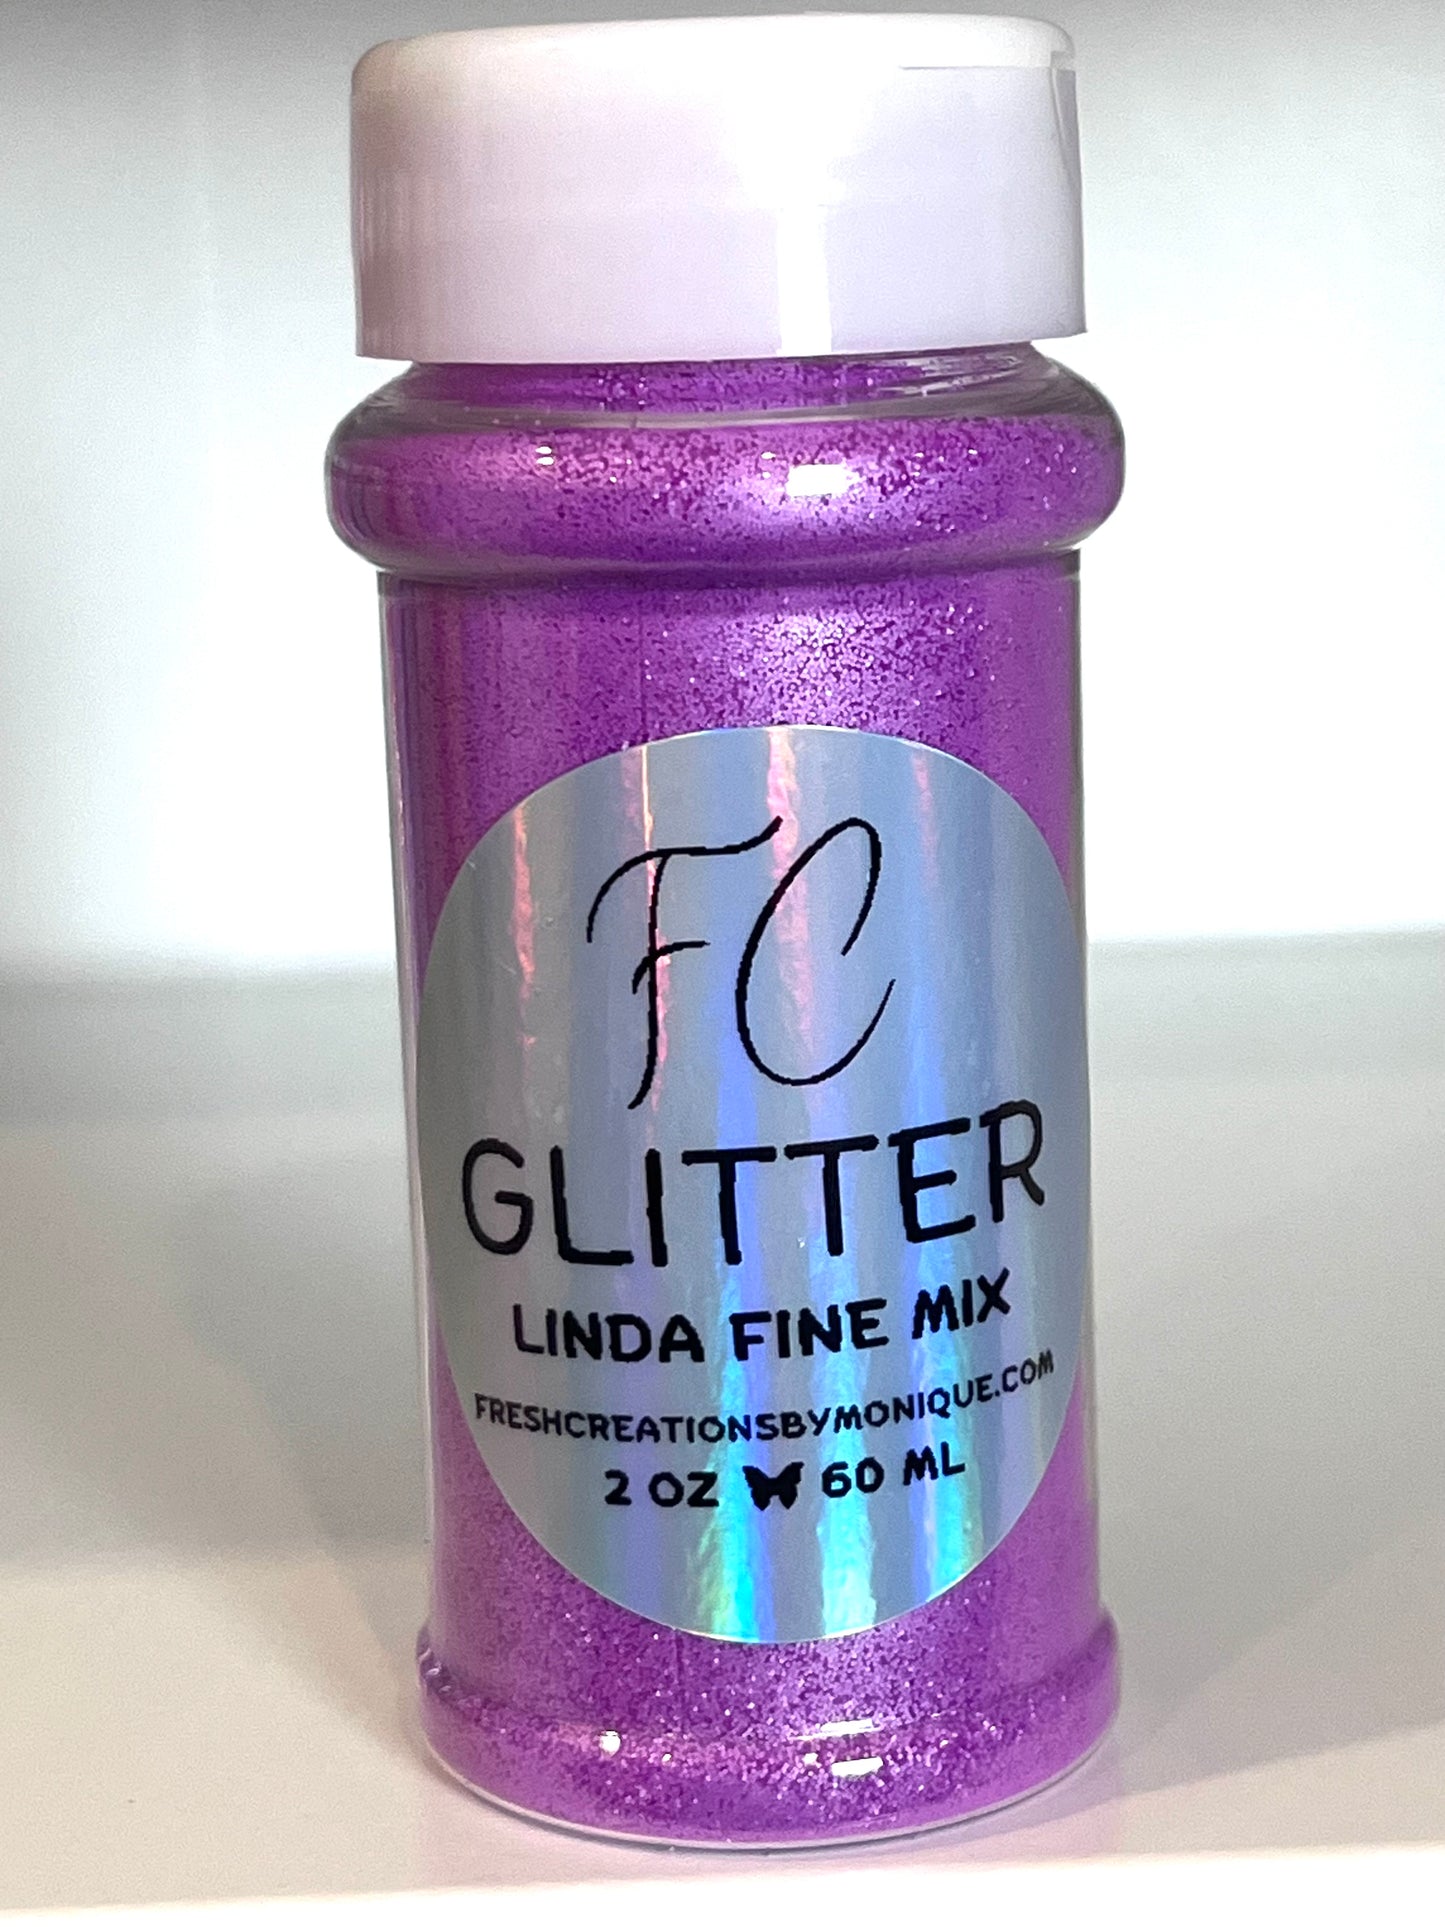 FC
GLITTER
LINDA FINE MIX
FRESHCREATIONSBYMONIQUE.COM
2 OZ 60 ML